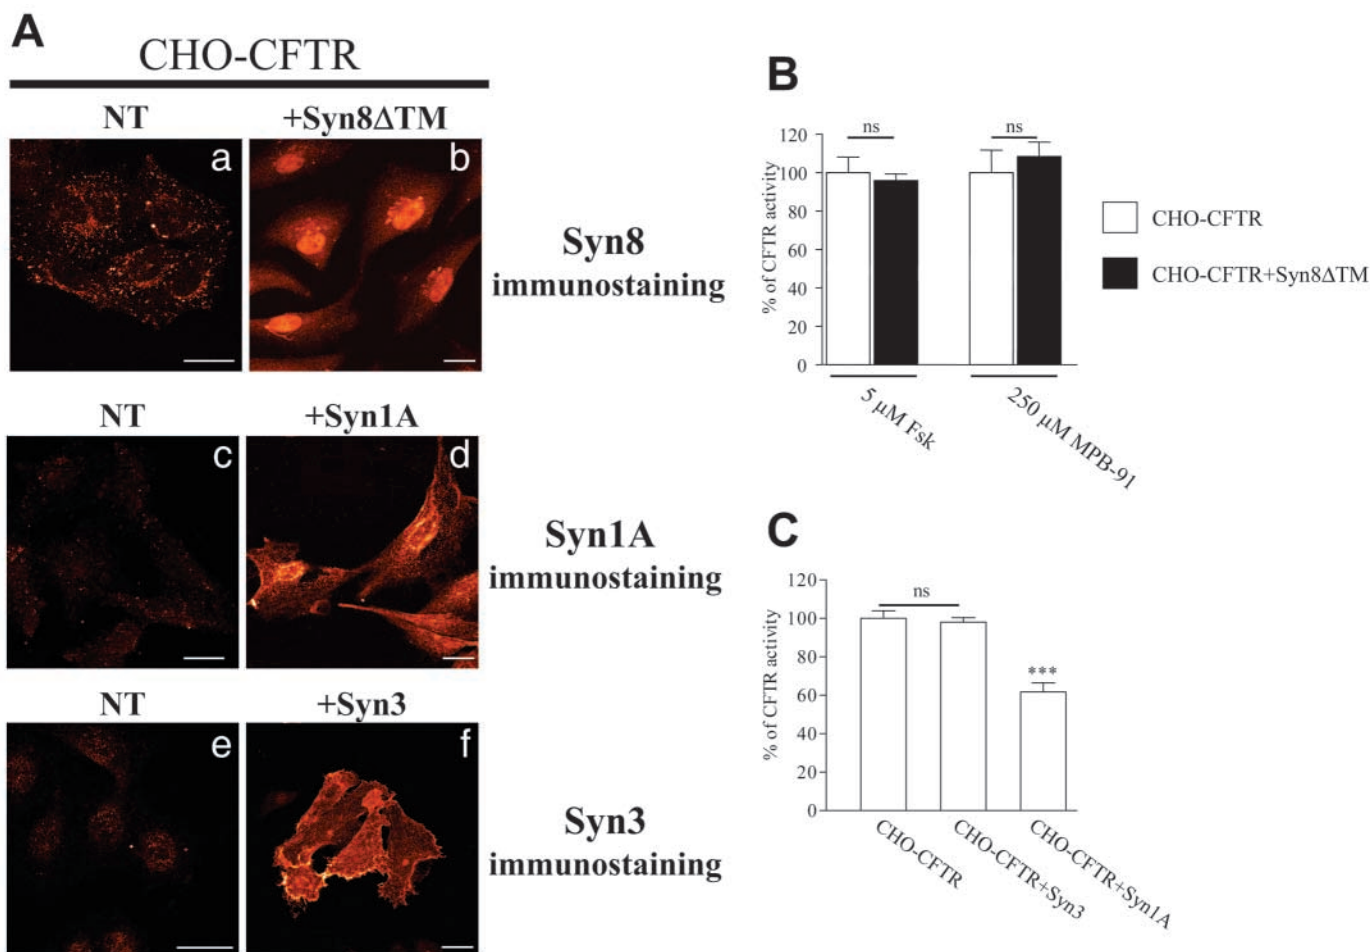 A
CHO-CFTR
NT
+Syn8ΔTM
a
b
Syn8
immunostaining
NT
+Syn1A
c
d
Syn1A
immunostaining
NT
+Syn3
e
f
Syn3
immunostaining
B
% of CFTR activity
120
100
80
60
40
20
0
ns
ns
5 µM Fsk
250 µM MPB-91
CHO-CFTR
CHO-CFTR+Syn8ΔTM
C
% of CFTR activity
120
100
80
60
40
20
0
ns
***
CHO-CFTR
CHO-CFTR+Syn3
CHO-CFTR+Syn1A